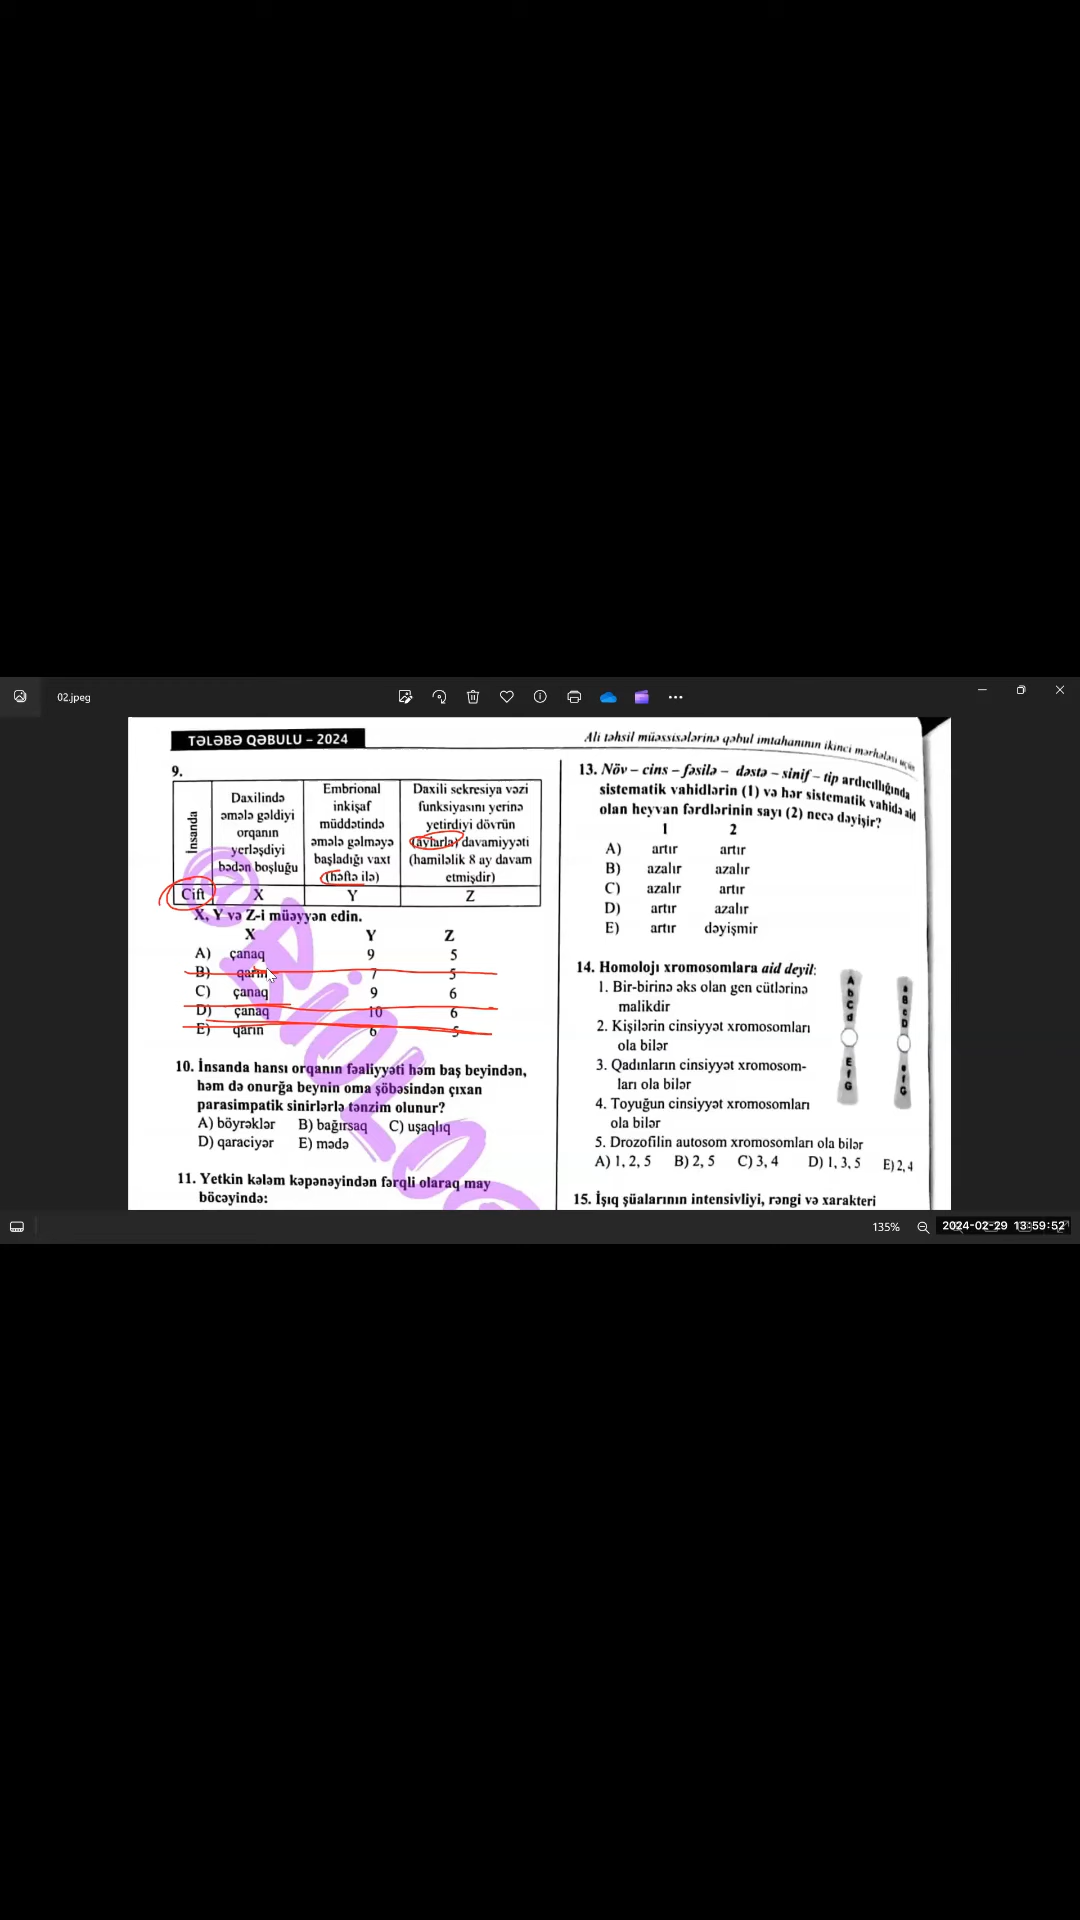 02.jpeg
TƏLƏBƏ QƏBULU – 2024
Ali təhsil müəssisələrinə qəbul imtahanının ikinci mərhələsi üçün
9.
İnsanda
Daxilində
əmələ gəldiyi
orqanın
yerləşdiyi
bədən boşluğu
Embrional
inkişaf
müddətində
əmələ gəlməyə
başladığı vaxt
(həftə ilə)
Daxili sekresiya vəzi
funksiyasını yerinə
yetirdiyi dövrün
(aylarla) davamiyyəti
(hamiləlik 8 ay davam
etmişdir)
Cift X Y Z
X, Y və Z-i müəyyən edin.
X Y Z
A) çanaq 9 5
B) qarın 7 5
C) çanaq 9 6
D) çanaq 10 6
E) qarın 6 5
10. İnsanda hansı orqanın fəaliyyəti həm baş beyindən,
həm də onurğa beynin oma şöbəsindən çıxan
parasimpatik sinirlərlə tənzim olunur?
A) böyrəklər B) bağırsaq C) uşaqlıq
D) qaraciyər E) mədə
11. Yetkin kələm kəpənəyindən fərqli olaraq may
böcəyində:
13. Növ – cins – fəsilə – dəstə – sinif – tip ardıcıllığında
sistematik vahidlərin (1) və hər sistematik vahidə aid
olan heyvan fərdlərinin sayı (2) necə dəyişir?
1 2
A) artır artır
B) azalır azalır
C) azalır artır
D) artır azalır
E) artır dəyişmir
14. Homoloji xromosomlara aid deyil:
1. Bir-birinə əks olan gen cütlərinə
malikdir
2. Kişilərin cinsiyyət xromosomları
ola bilər
3. Qadınların cinsiyyət xromosom-
ları ola bilər
4. Toyuğun cinsiyyət xromosomları
ola bilər
5. Drozofilin autosom xromosomları ola bilər
A) 1, 2, 5 B) 2, 5 C) 3, 4 D) 1, 3, 5 E) 2, 4
A
b
C
d
E
f
G
a
B
c
D
e
f
G
15. İşıq şüalarının intensivliyi, rəngi və xarakteri
@BİOLO
135%
2024-02-29 13:59:52